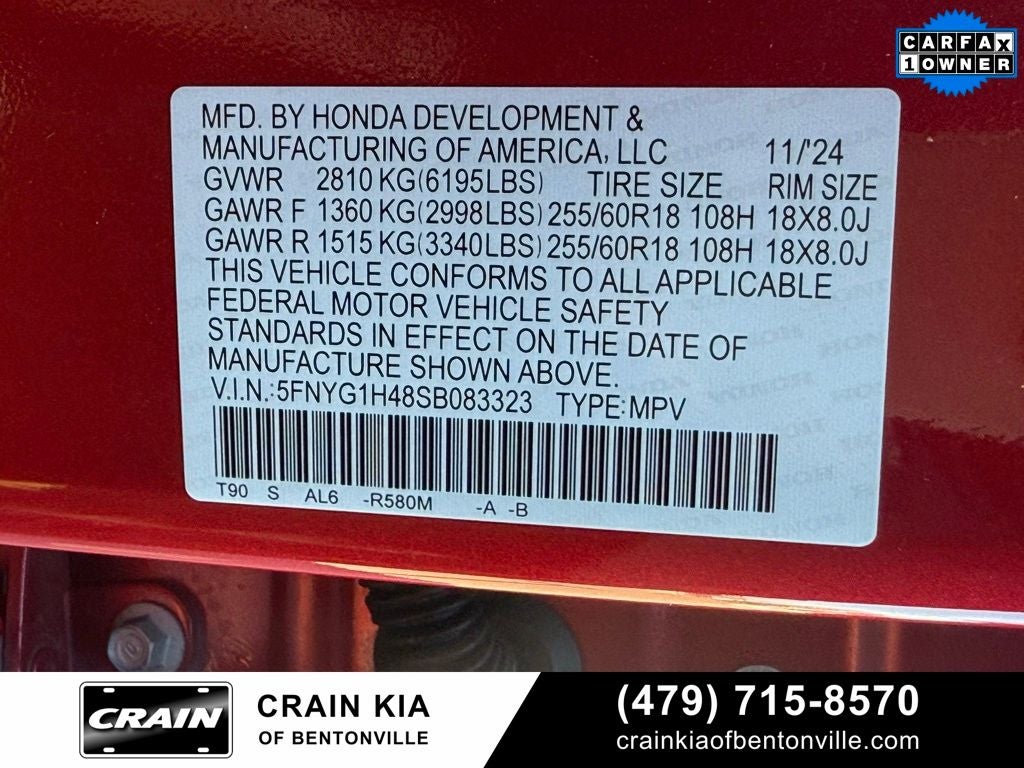 CARFAX
1 OWNER
MFD. BY HONDA DEVELOPMENT &
MANUFACTURING OF AMERICA, LLC 11/'24
GVWR 2810 KG(6195LBS) TIRE SIZE RIM SIZE
GAWR F 1360 KG(2998LBS) 255/60R18 108H 18X8.0J
GAWR R 1515 KG(3340LBS) 255/60R18 108H 18X8.0J
THIS VEHICLE CONFORMS TO ALL APPLICABLE
FEDERAL MOTOR VEHICLE SAFETY
STANDARDS IN EFFECT ON THE DATE OF
MANUFACTURE SHOWN ABOVE.
V.I.N.:5FNYG1H48SB083323 TYPE:MPV
T90 S AL6 -R580M -A -B
CRAIN
CRAIN KIA
OF BENTONVILLE
(479) 715-8570
crainkiaofbentonville.com